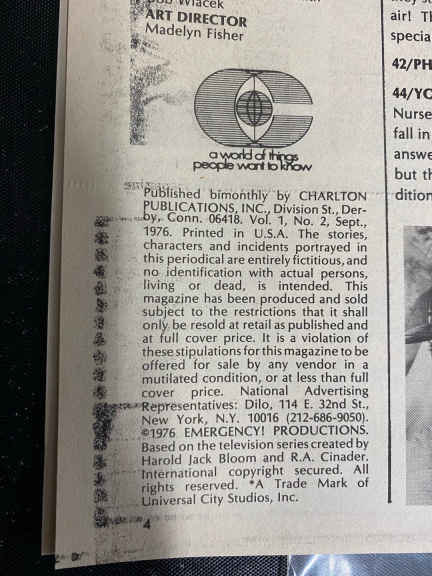 Wlacek
ART DIRECTOR
Madelyn Fisher
a world of things
people want to know
Published bimonthly by CHARLTON
PUBLICATIONS, INC., Division St., Der-
by, Conn. 06418. Vol. 1, No. 2, Sept.,
1976. Printed in U.S.A. The stories,
characters and incidents portrayed in
this periodical are entirely fictitious, and
no identification with actual persons,
living or dead, is intended. This
magazine has been produced and sold
subject to the restrictions that it shall
only be resold at retail as published and
at full cover price. It is a violation of
these stipulations for this magazine to be
offered for sale by any vendor in a
mutilated condition, or at less than full
cover price. National Advertising
Representatives: Dilo, 114 E. 32nd St.,
New York, N.Y. 10016 (212-686-9050).
©1976 EMERGENCY! PRODUCTIONS.
Based on the television series created by
Harold Jack Bloom and R.A. Cinader.
International copyright secured. All
rights reserved. *A Trade Mark of
Universal City Studios, Inc.
4
air! Th
specia
42/PH
44/YO
Nurse
fall in
answe
but th
dition